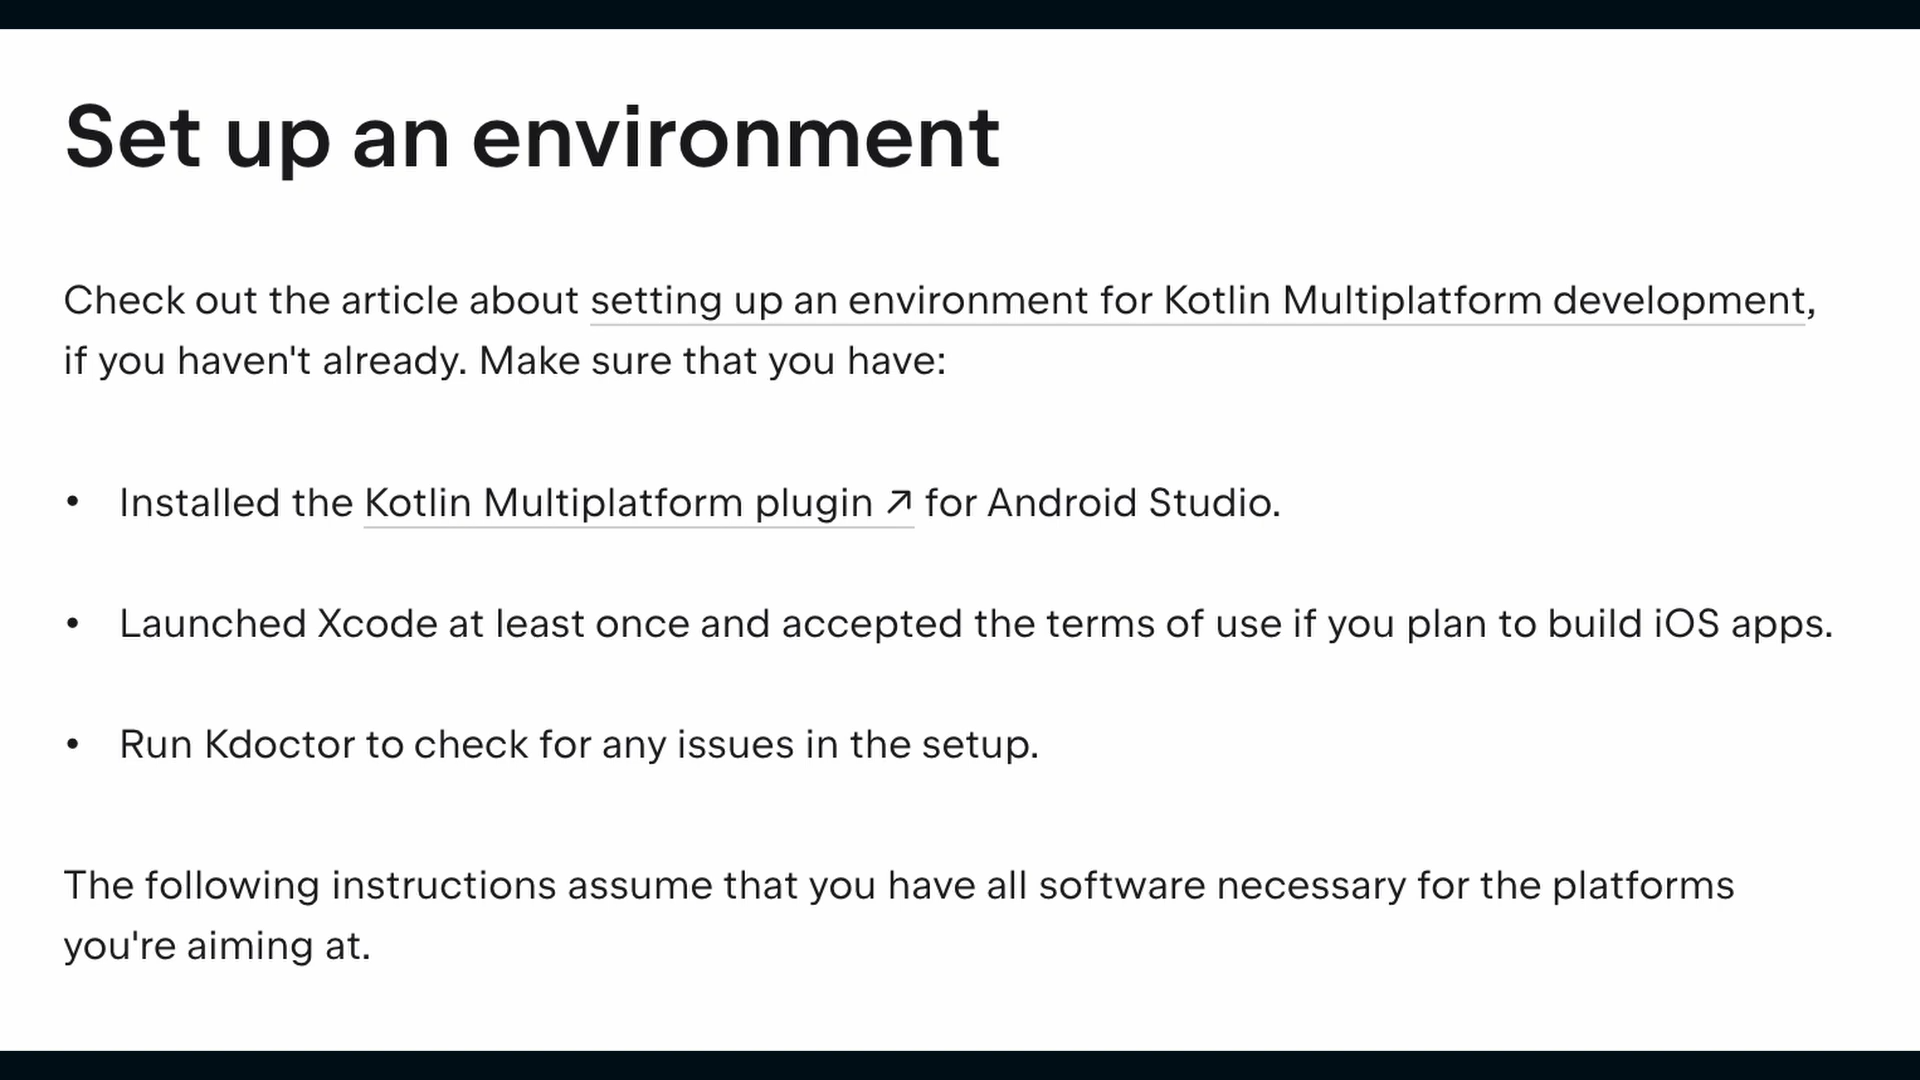 Set up an environment
Check out the article about setting up an environment for Kotlin Multiplatform development,
if you haven't already. Make sure that you have:
• Installed the Kotlin Multiplatform plugin ↗ for Android Studio.
• Launched Xcode at least once and accepted the terms of use if you plan to build iOS apps.
• Run Kdoctor to check for any issues in the setup.
The following instructions assume that you have all software necessary for the platforms
you're aiming at.